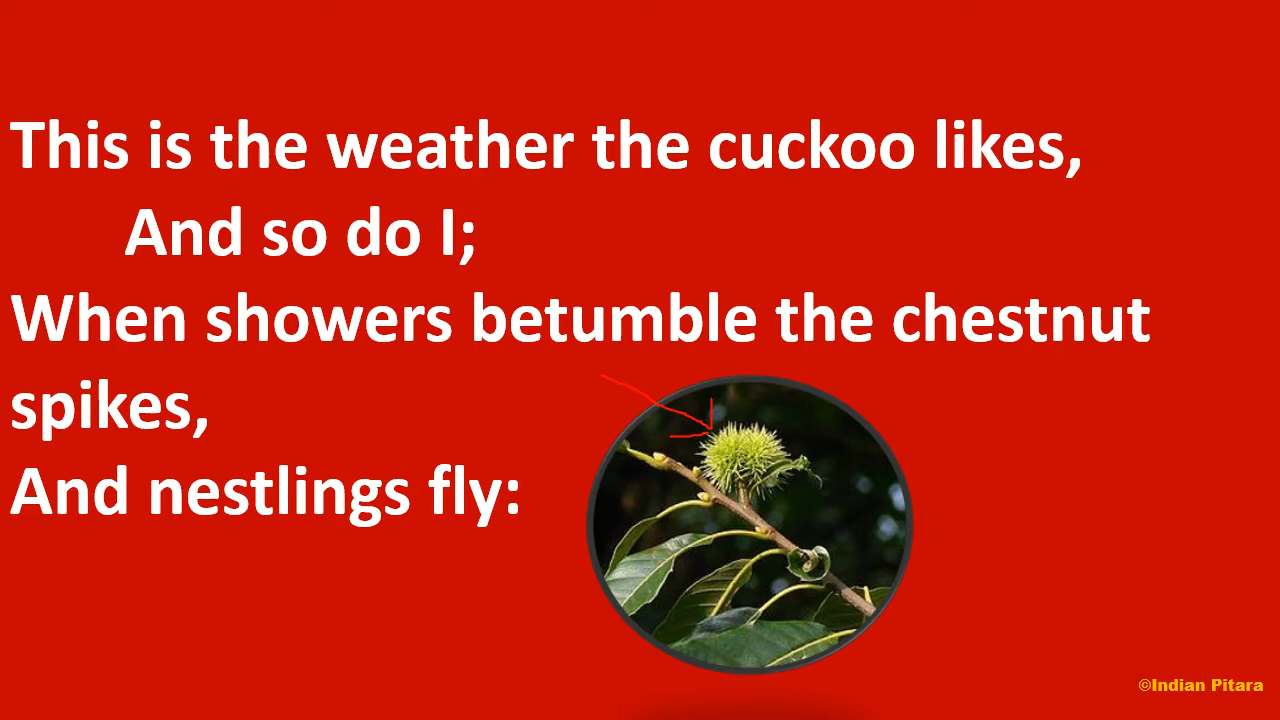 This is the weather the cuckoo likes,
And so do I;
When showers betumble the chestnut
spikes,
And nestlings fly:
©Indian Pitara